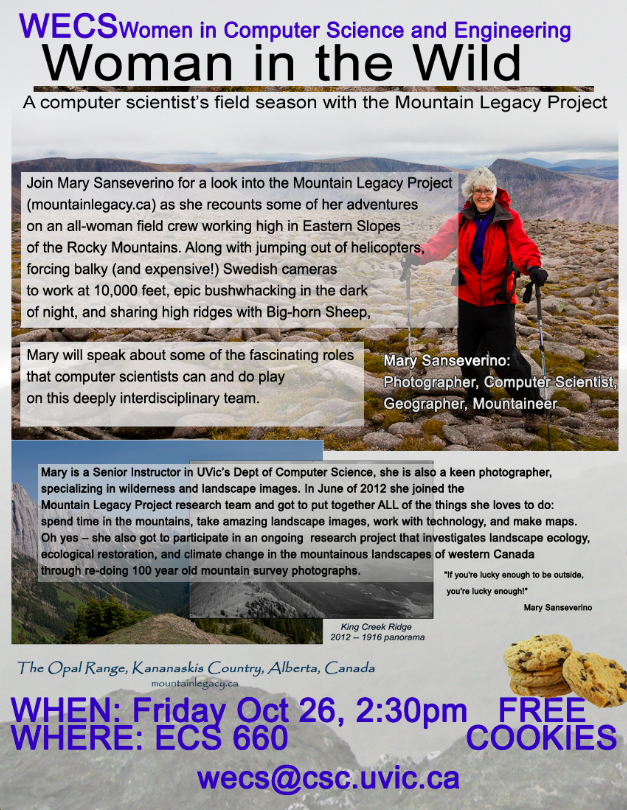 WECS Women in Computer Science and Engineering
Woman in the Wild
A computer scientist's field season with the Mountain Legacy Project
Join Mary Sanseverino for a look into the Mountain Legacy Project
(mountainlegacy.ca) as she recounts some of her adventures
on an all-woman field crew working high in Eastern Slopes
of the Rocky Mountains. Along with jumping out of helicopters,
forcing balky (and expensive!) Swedish cameras
to work at 10,000 feet, epic bushwhacking in the dark
of night, and sharing high ridges with Big-horn Sheep,
Mary will speak about some of the fascinating roles
that computer scientists can and do play
on this deeply interdisciplinary team.
Mary Sanseverino:
Photographer, Computer Scientist,
Geographer, Mountaineer
Mary is a Senior Instructor in UVic's Dept of Computer Science, she is also a keen photographer,
specializing in wilderness and landscape images. In June of 2012 she joined the
Mountain Legacy Project research team and got to put together ALL of the things she loves to do:
spend time in the mountains, take amazing landscape images, work with technology, and make maps.
Oh yes – she also got to participate in an ongoing research project that investigates landscape ecology,
ecological restoration, and climate change in the mountainous landscapes of western Canada
through re-doing 100 year old mountain survey photographs.
"If you're lucky enough to be outside,
you're lucky enough!"
Mary Sanseverino
King Creek Ridge
2012 -- 1916 panorama
The Opal Range, Kananaskis Country, Alberta, Canada
mountainlegacy.ca
WHEN: Friday Oct 26, 2:30pm
WHERE: ECS 660
FREE
COOKIES
wecs@csc.uvic.ca